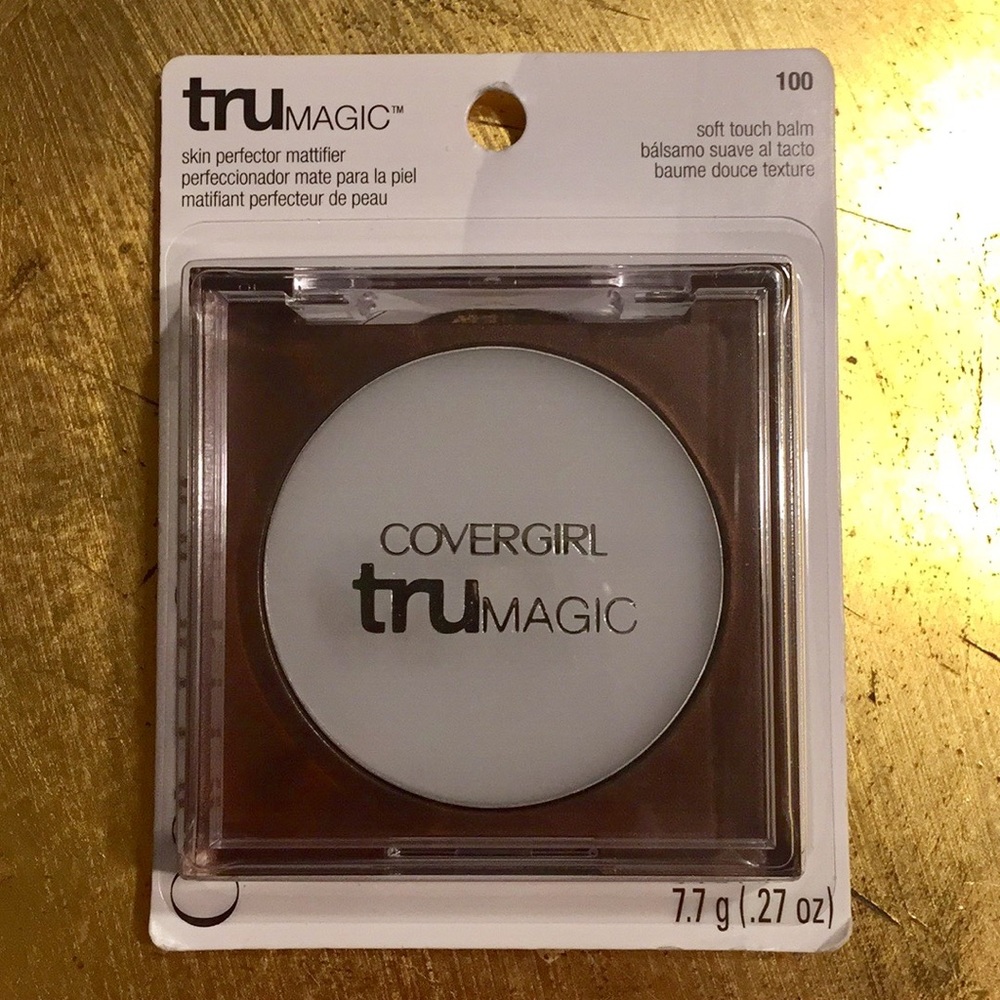 truMAGIC™
skin perfector mattifier
perfeccionador mate para la piel
matifiant perfecteur de peau
100
soft touch balm
bálsamo suave al tacto
baume douce texture
COVERGIRL
truMAGIC
7.7 g (.27 oz)